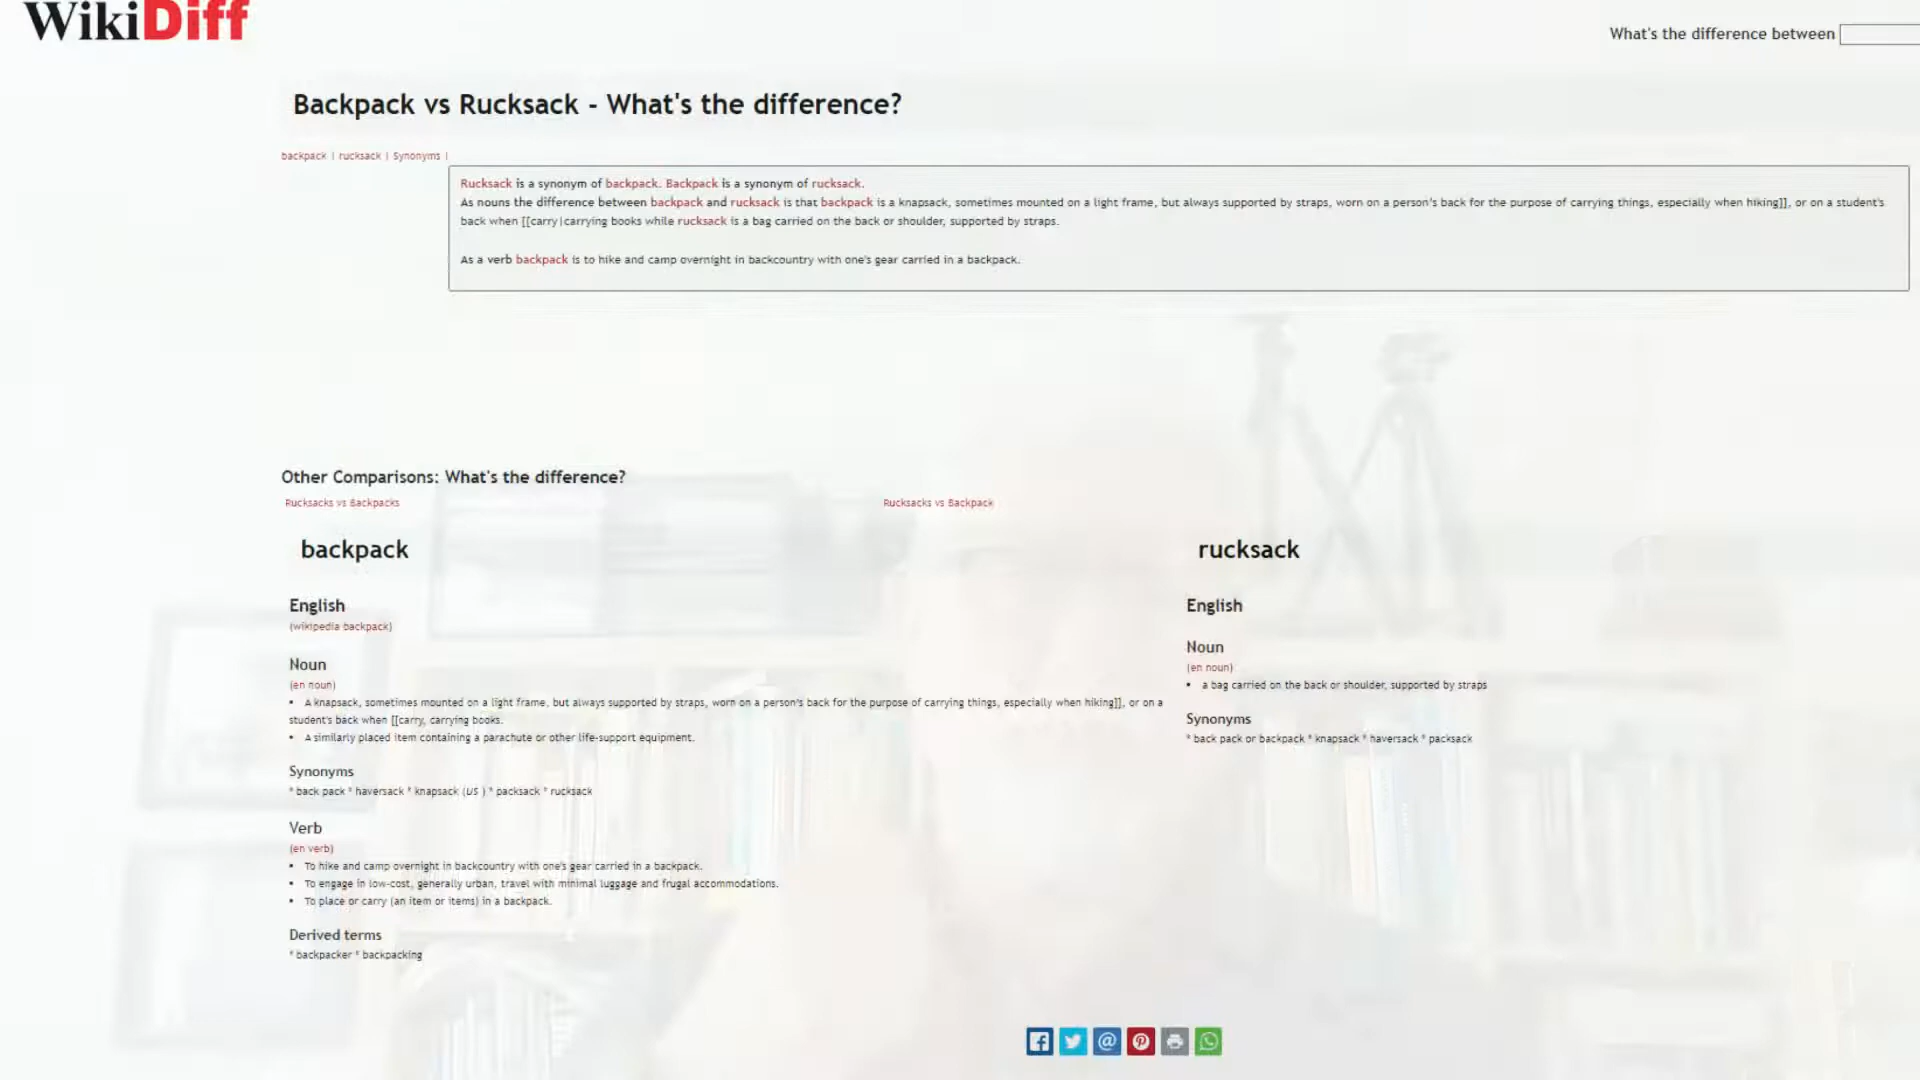 WikiDiff
What's the difference between
Backpack vs Rucksack - What's the difference?
backpack | rucksack | Synonyms |
Rucksack is a synonym of backpack. Backpack is a synonym of rucksack.
As nouns the difference between backpack and rucksack is that backpack is a knapsack, sometimes mounted on a light frame, but always supported by straps, worn on a person's back for the purpose of carrying things, especially when hiking]], or on a student's
back when [[carry|carrying books while rucksack is a bag carried on the back or shoulder, supported by straps.
As a verb backpack is to hike and camp overnight in backcountry with one's gear carried in a backpack.
Other Comparisons: What's the difference?
Rucksacks vs Backpacks
Rucksacks vs Backpack
backpack
English
(wikipedia backpack)
Noun
(en noun)
• A knapsack, sometimes mounted on a light frame, but always supported by straps, worn on a person's back for the purpose of carrying things, especially when hiking]], or on a
student's back when [[carry, carrying books.
• A similarly placed item containing a parachute or other life-support equipment.
Synonyms
* back pack * haversack * knapsack (US ) * packsack * rucksack
Verb
(en verb)
• To hike and camp overnight in backcountry with one's gear carried in a backpack.
• To engage in low-cost, generally urban, travel with minimal luggage and frugal accommodations.
• To place or carry (an item or items) in a backpack.
Derived terms
* backpacker * backpacking
rucksack
English
Noun
(en noun)
• a bag carried on the back or shoulder, supported by straps
Synonyms
* back pack or backpack * knapsack * haversack * packsack